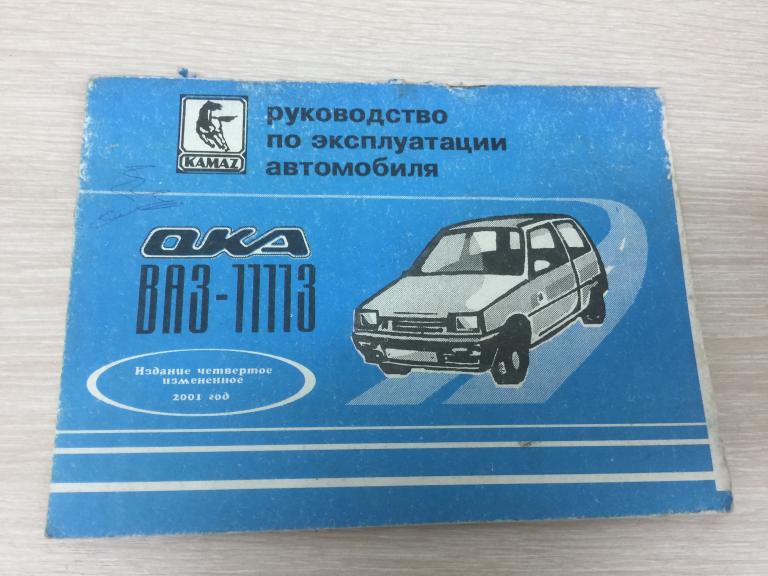 KAMAZ
руководство
по эксплуатации
автомобиля
ОКА
ВАЗ-11113
Издание четвертое
измененное
2001 год